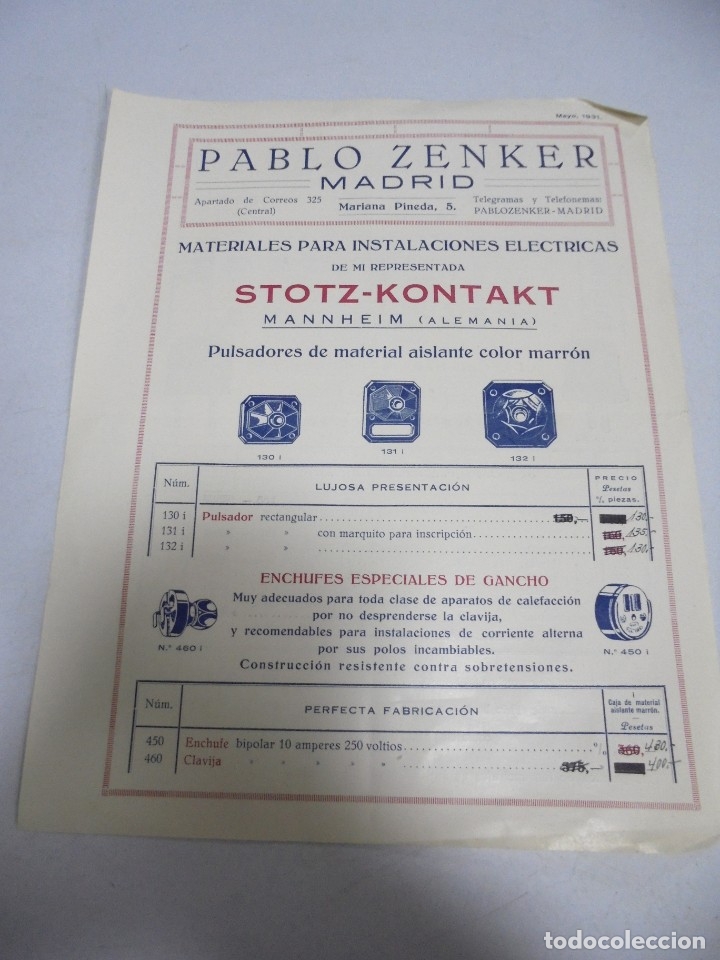 Mayo, 1931.
PABLO ZENKER
MADRID
Apartado de Correos 325
(Central)
Mariana Pineda, 5.
Telegramas y Telefonemas:
PABLOZENKER-MADRID
MATERIALES PARA INSTALACIONES ELECTRICAS
DE MI REPRESENTADA
STOTZ-KONTAKT
MANNHEIM (ALEMANIA)
Pulsadores de material aislante color marrón
130 i
131 i
132 i
Núm.
LUJOSA PRESENTACIÓN
PRECIO
Pesetas
% piezas.
130 i Pulsador rectangular 150,- 130,-
131 i » » con marquito para inscripción 135,-
132 i » » 130,-
ENCHUFES ESPECIALES DE GANCHO
Muy adecuados para toda clase de aparatos de calefacción
por no desprenderse la clavija,
y recomendables para instalaciones de corriente alterna
por sus polos incambiables.
Construcción resistente contra sobretensiones.
N.º 460 i
N.º 450 i
Núm.
PERFECTA FABRICACIÓN
i
Caja de material
aislante marrón.
Pesetas
450 Enchufe bipolar 10 amperes 250 voltios % 430,-
460 Clavija » » » » » 375,- 400,-
todocoleccion
todocoleccion.net